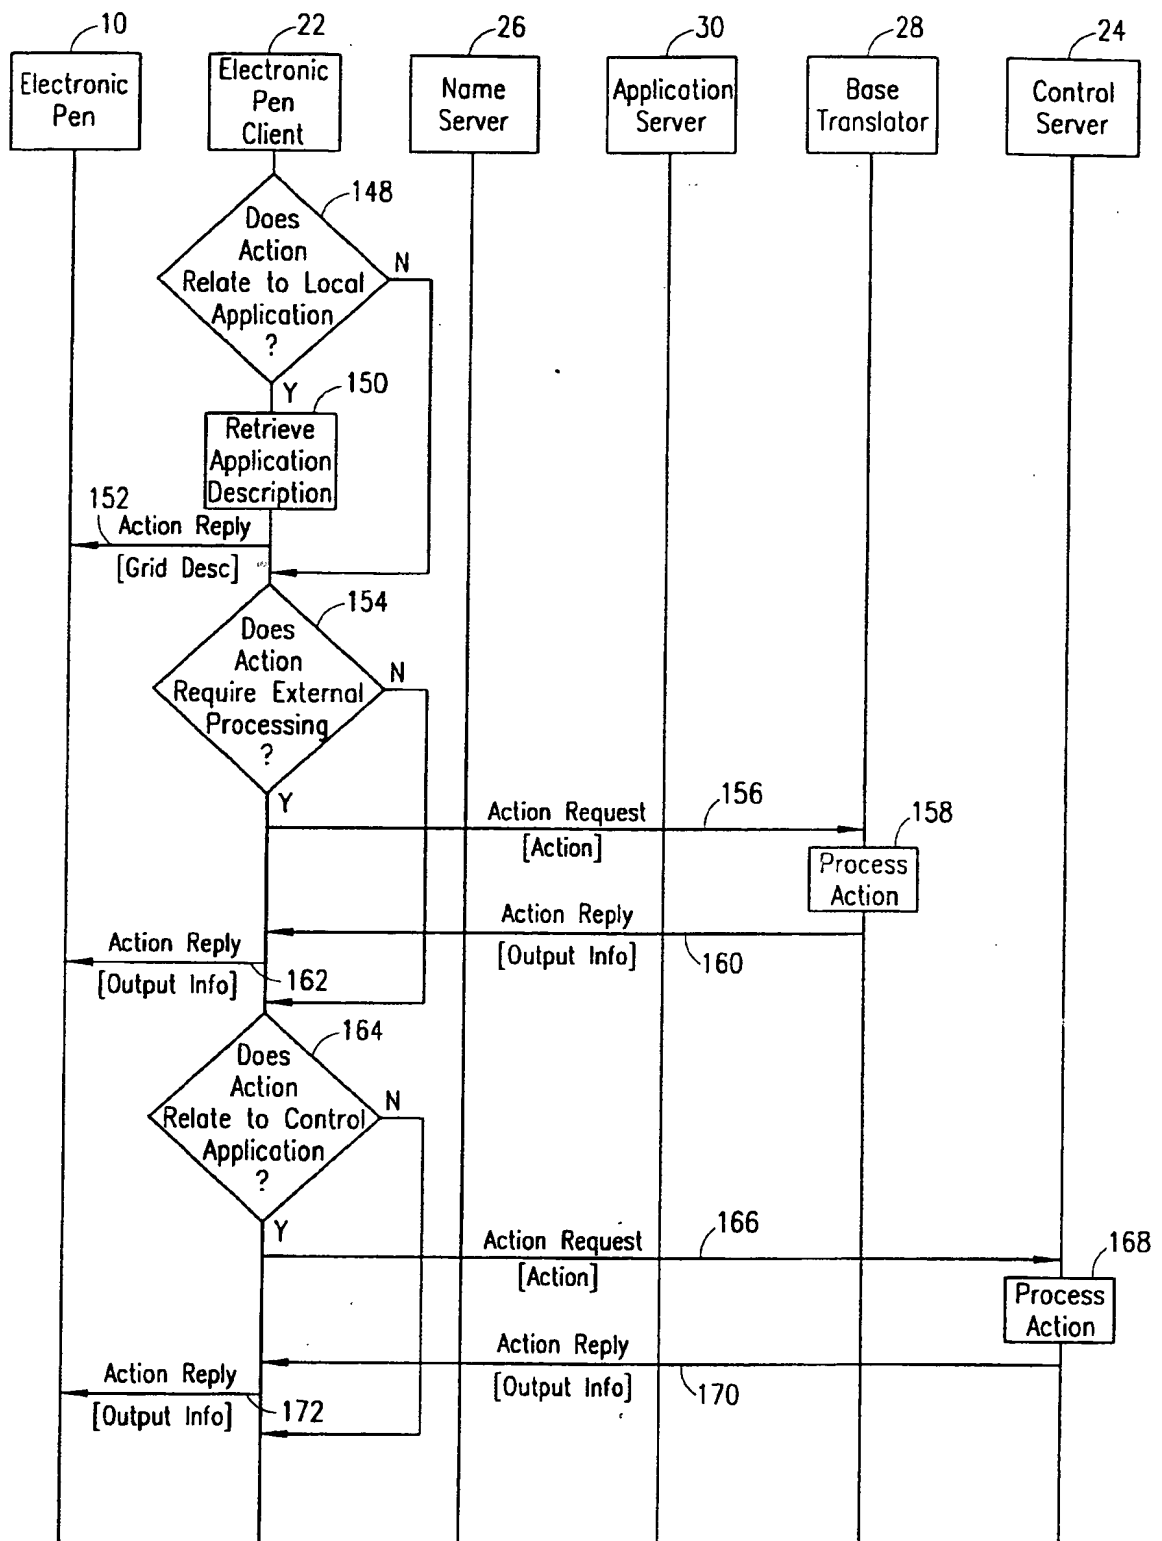 10
22
26
30
28
24
Electronic
Pen
Electronic
Pen
Client
Name
Server
Application
Server
Base
Translator
Control
Server
148
Does
Action
Relate to Local
Application
?
N
Y
150
Retrieve
Application
Description
152
Action Reply
[Grid Desc]
154
Does
Action
Require External
Processing
?
N
Y
Action Request
156
[Action]
158
Process
Action
Action Reply
[Output Info]
160
Action Reply
[Output Info]
162
164
Does
Action
Relate to Control
Application
?
N
Y
Action Request
166
[Action]
168
Process
Action
Action Reply
[Output Info]
170
Action Reply
[Output Info]
172